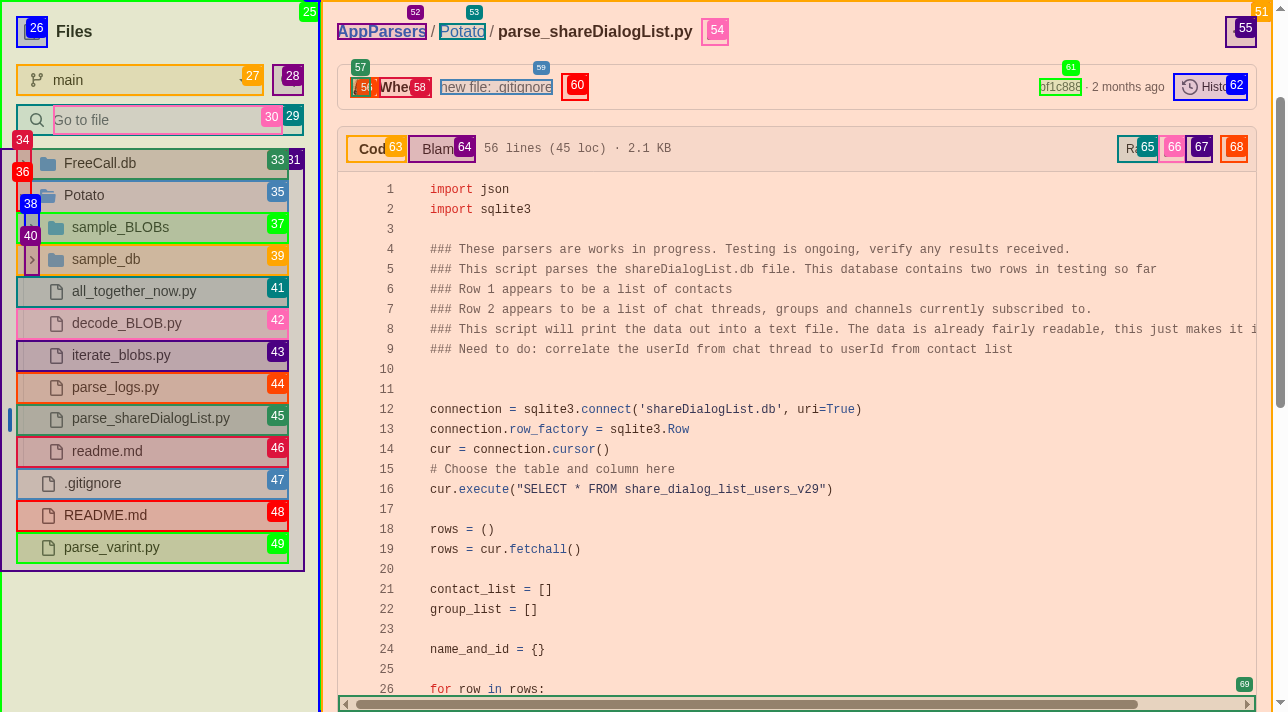 25
26
Files
51
52
53
AppParsers / Potato / parse_shareDialogList.py
54
55
27
main
28
57
56
58
59
new file: .gitignore
60
61
bf1c888 · 2 months ago
62
29
30
Go to file
63
64
56 lines (45 loc) · 2.1 KB
65
66
67
68
34
FreeCall.db
33
31
36
Potato
35
38
sample_BLOBs
37
40
sample_db
39
all_together_now.py
41
decode_BLOB.py
42
iterate_blobs.py
43
parse_logs.py
44
parse_shareDialogList.py
45
readme.md
46
.gitignore
47
README.md
48
parse_varint.py
49
1 import json
2 import sqlite3
3
4 ### These parsers are works in progress. Testing is ongoing, verify any results received.
5 ### This script parses the shareDialogList.db file. This database contains two rows in testing so far
6 ### Row 1 appears to be a list of contacts
7 ### Row 2 appears to be a list of chat threads, groups and channels currently subscribed to.
8 ### This script will print the data out into a text file. The data is already fairly readable, this just makes it
9 ### Need to do: correlate the userId from chat thread to userId from contact list
10
11
12 connection = sqlite3.connect('shareDialogList.db', uri=True)
13 connection.row_factory = sqlite3.Row
14 cur = connection.cursor()
15 # Choose the table and column here
16 cur.execute("SELECT * FROM share_dialog_list_users_v29")
17
18 rows = ()
19 rows = cur.fetchall()
20
21 contact_list = []
22 group_list = []
23
24 name_and_id = {}
25
26 for row in rows:
69